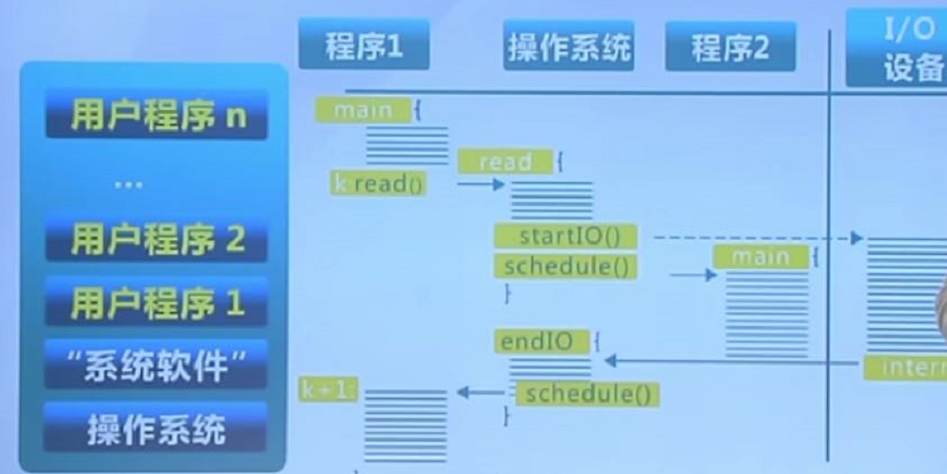 程序1
操作系统
程序2
I/O
设备
用户程序 n
...
用户程序 2
用户程序 1
“系统软件”
操作系统
main {
k read()
read {
startIO()
schedule()
}
main {
endIO {
schedule()
}
k+1:
interr